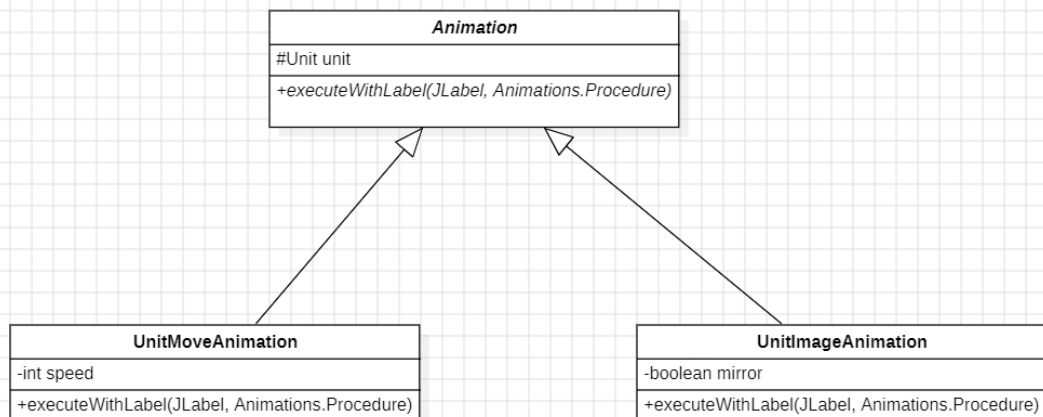 Animation
#Unit unit
+executeWithLabel(JLabel, Animations.Procedure)
UnitMoveAnimation
-int speed
+executeWithLabel(JLabel, Animations.Procedure)
UnitImageAnimation
-boolean mirror
+executeWithLabel(JLabel, Animations.Procedure)